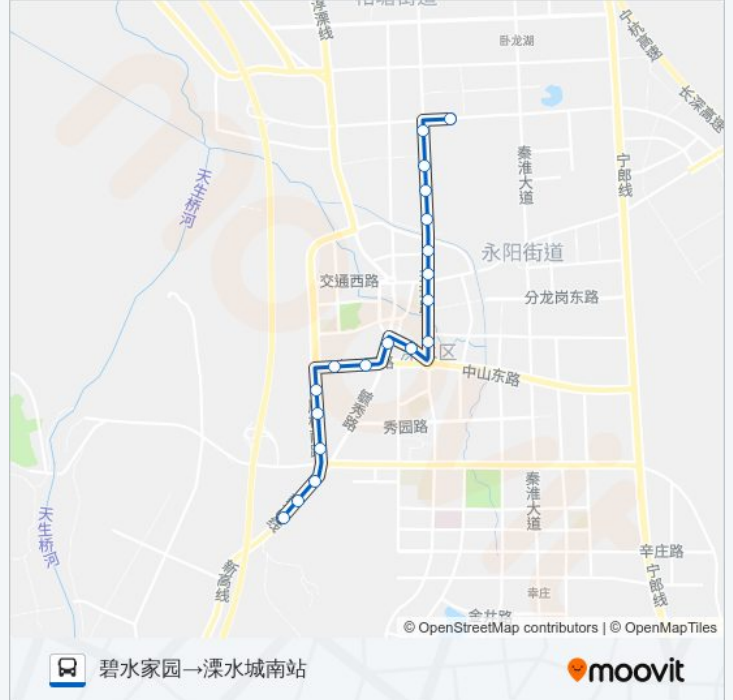 淳溧线
卧龙湖
宁杭高速
长深高速
秦淮大道
宁郎线
天生桥河
永阳街道
交通西路
分龙岗东路
中山东路
毓秀路
秀园路
秦淮大道
天生桥河
新高线
辛庄路
宁郎线
幸庄
© OpenStreetMap contributors | © OpenMapTiles
碧水家园→溧水城南站
moovit